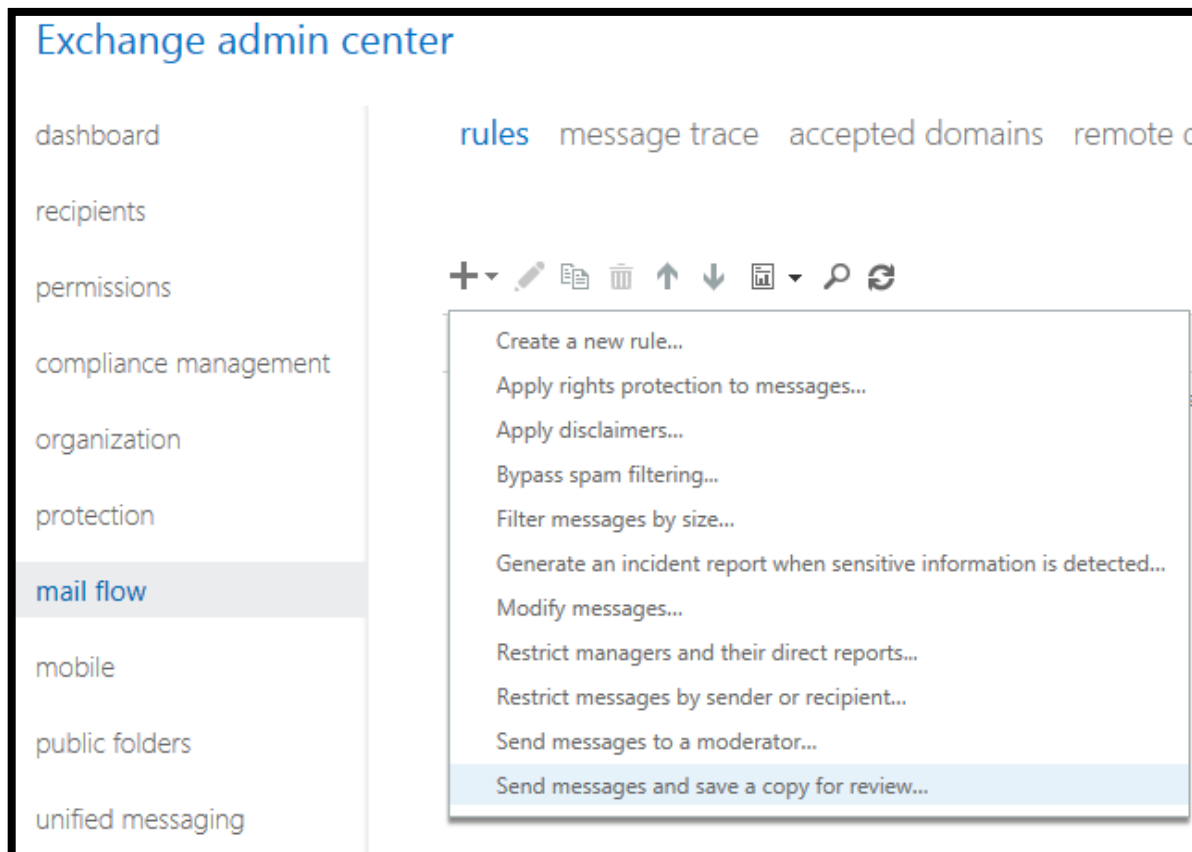 Exchange admin center
dashboard
recipients
permissions
compliance management
organization
protection
mail flow
mobile
public folders
unified messaging
rules message trace accepted domains remote
Create a new rule...
Apply rights protection to messages...
Apply disclaimers...
Bypass spam filtering...
Filter messages by size...
Generate an incident report when sensitive information is detected...
Modify messages...
Restrict managers and their direct reports...
Restrict messages by sender or recipient...
Send messages to a moderator...
Send messages and save a copy for review...